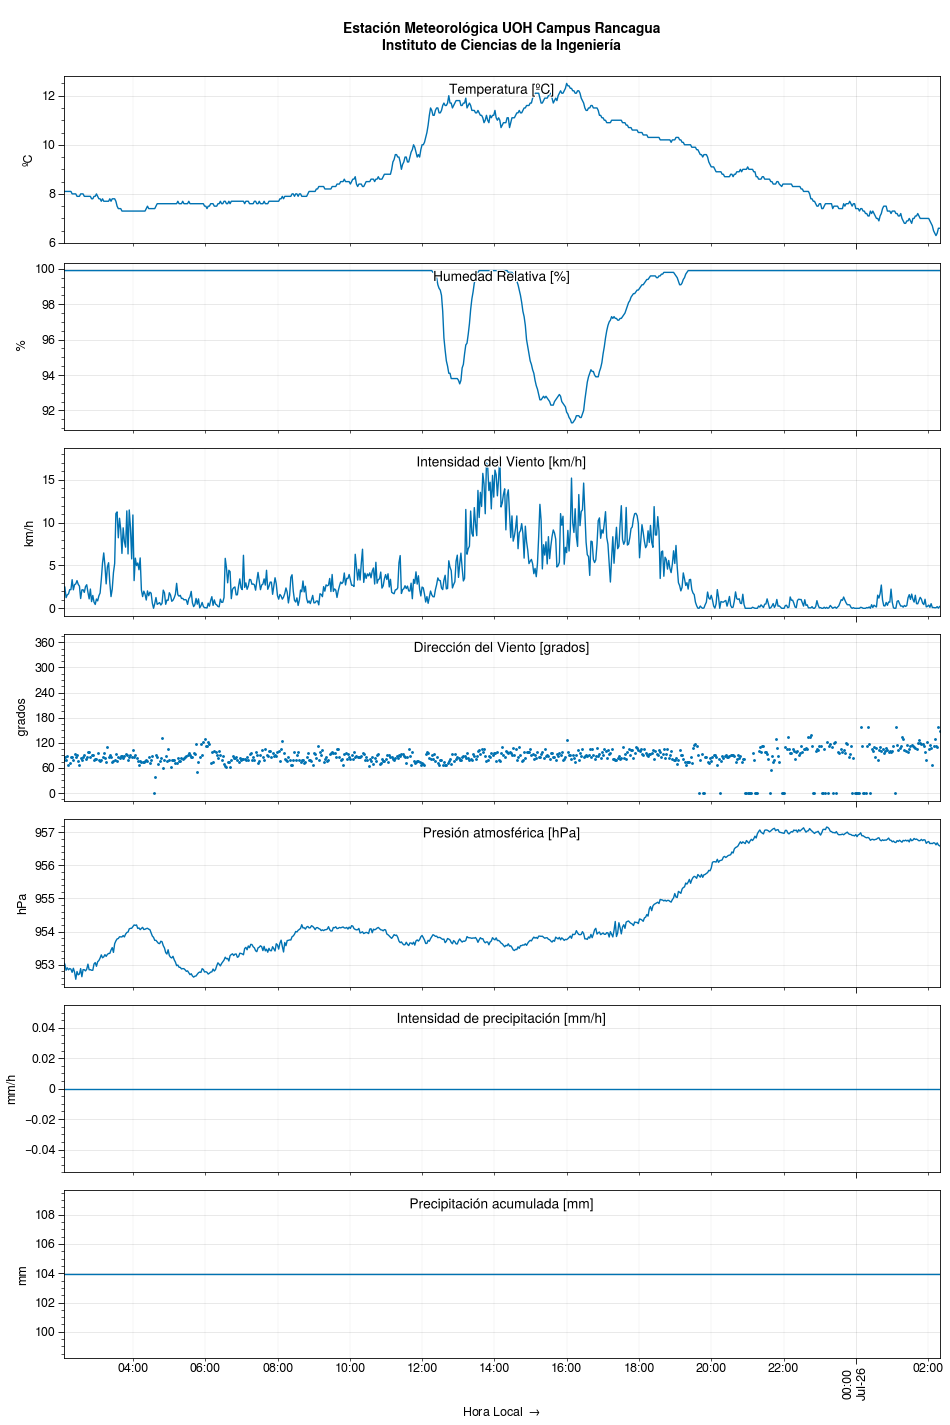 Estación Meteorológica UOH Campus Rancagua
Instituto de Ciencias de la Ingeniería
Temperatura [ºC]
ºC
12
10
8
6
Humedad Relativa [%]
%
100
98
96
94
92
Intensidad del Viento [km/h]
km/h
15
10
5
0
Dirección del Viento [grados]
grados
360
300
240
180
120
60
0
Presión atmosférica [hPa]
hPa
957
956
955
954
953
Intensidad de precipitación [mm/h]
mm/h
0.04
0.02
0
−0.02
−0.04
Precipitación acumulada [mm]
mm
108
106
104
102
100
04:00
06:00
08:00
10:00
12:00
14:00
16:00
18:00
20:00
22:00
00:00
Jul-26
02:00
Hora Local →